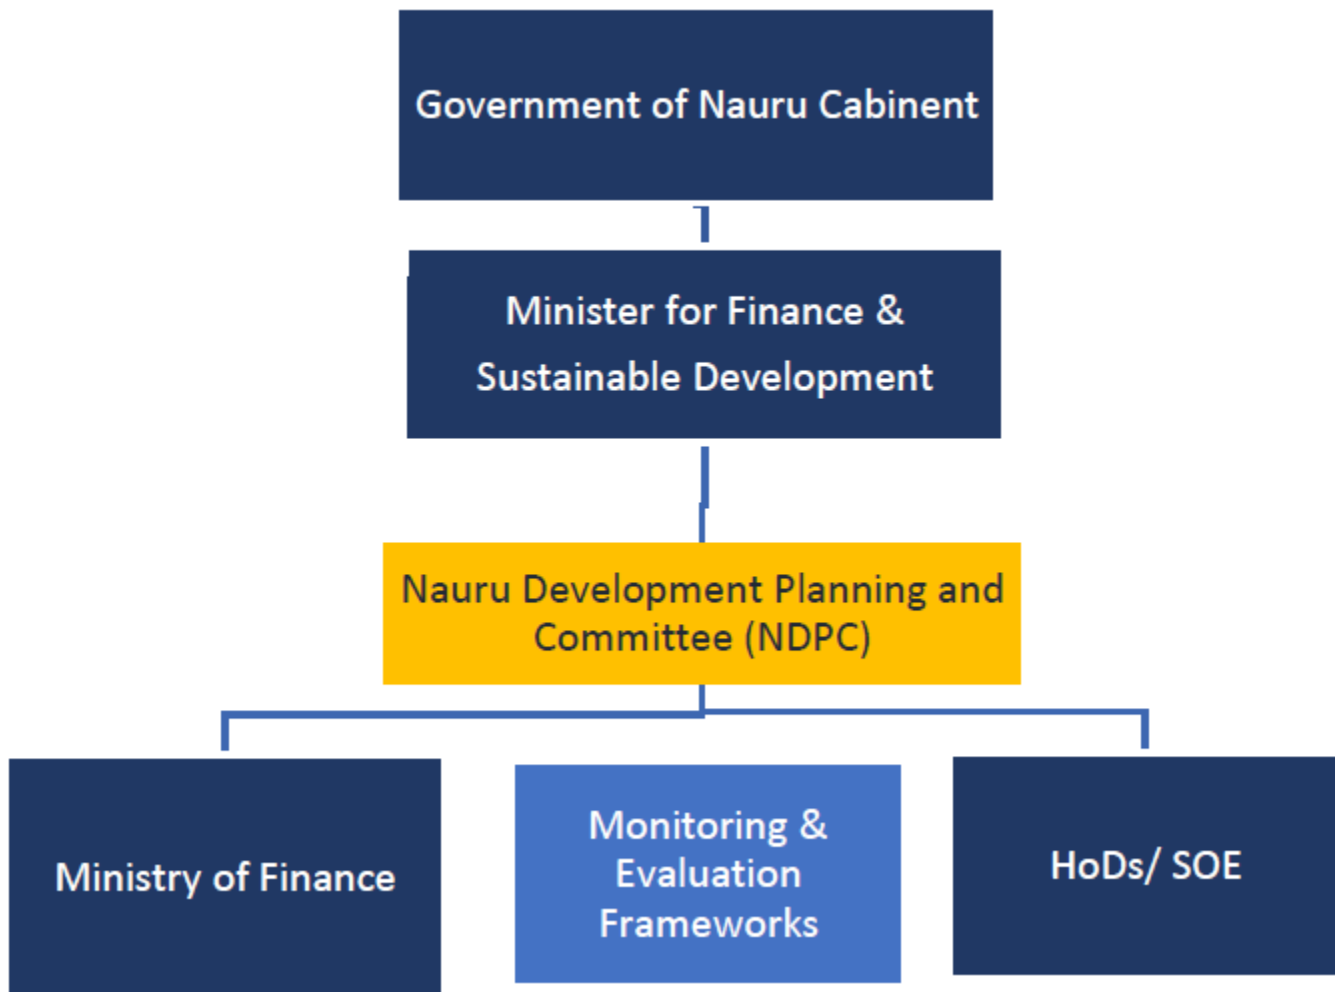 Government of Nauru Cabinent
Minister for Finance &
Sustainable Development
Nauru Development Planning and
Committee (NDPC)
Ministry of Finance
Monitoring &
Evaluation
Frameworks
HoDs/ SOE